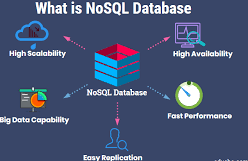 What is NoSQL Database
High Scalability
High Availability
NoSQL Database
Big Data Capability
Fast Performance
Easy Replication